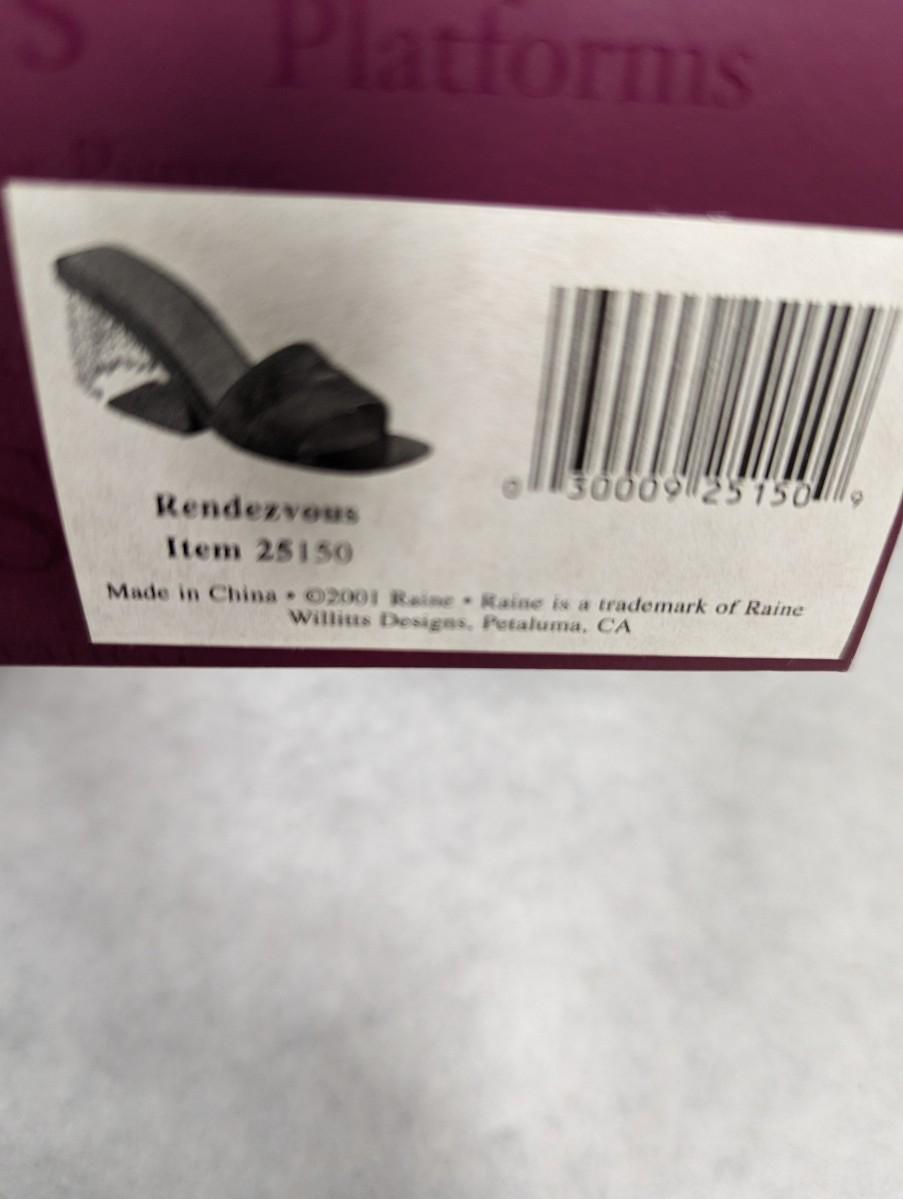 Platforms
Rendezvous
Item 25150
0 30009 25150 9
Made in China • ©2001 Raine • Raine is a trademark of Raine
Willitts Designs, Petaluma, CA